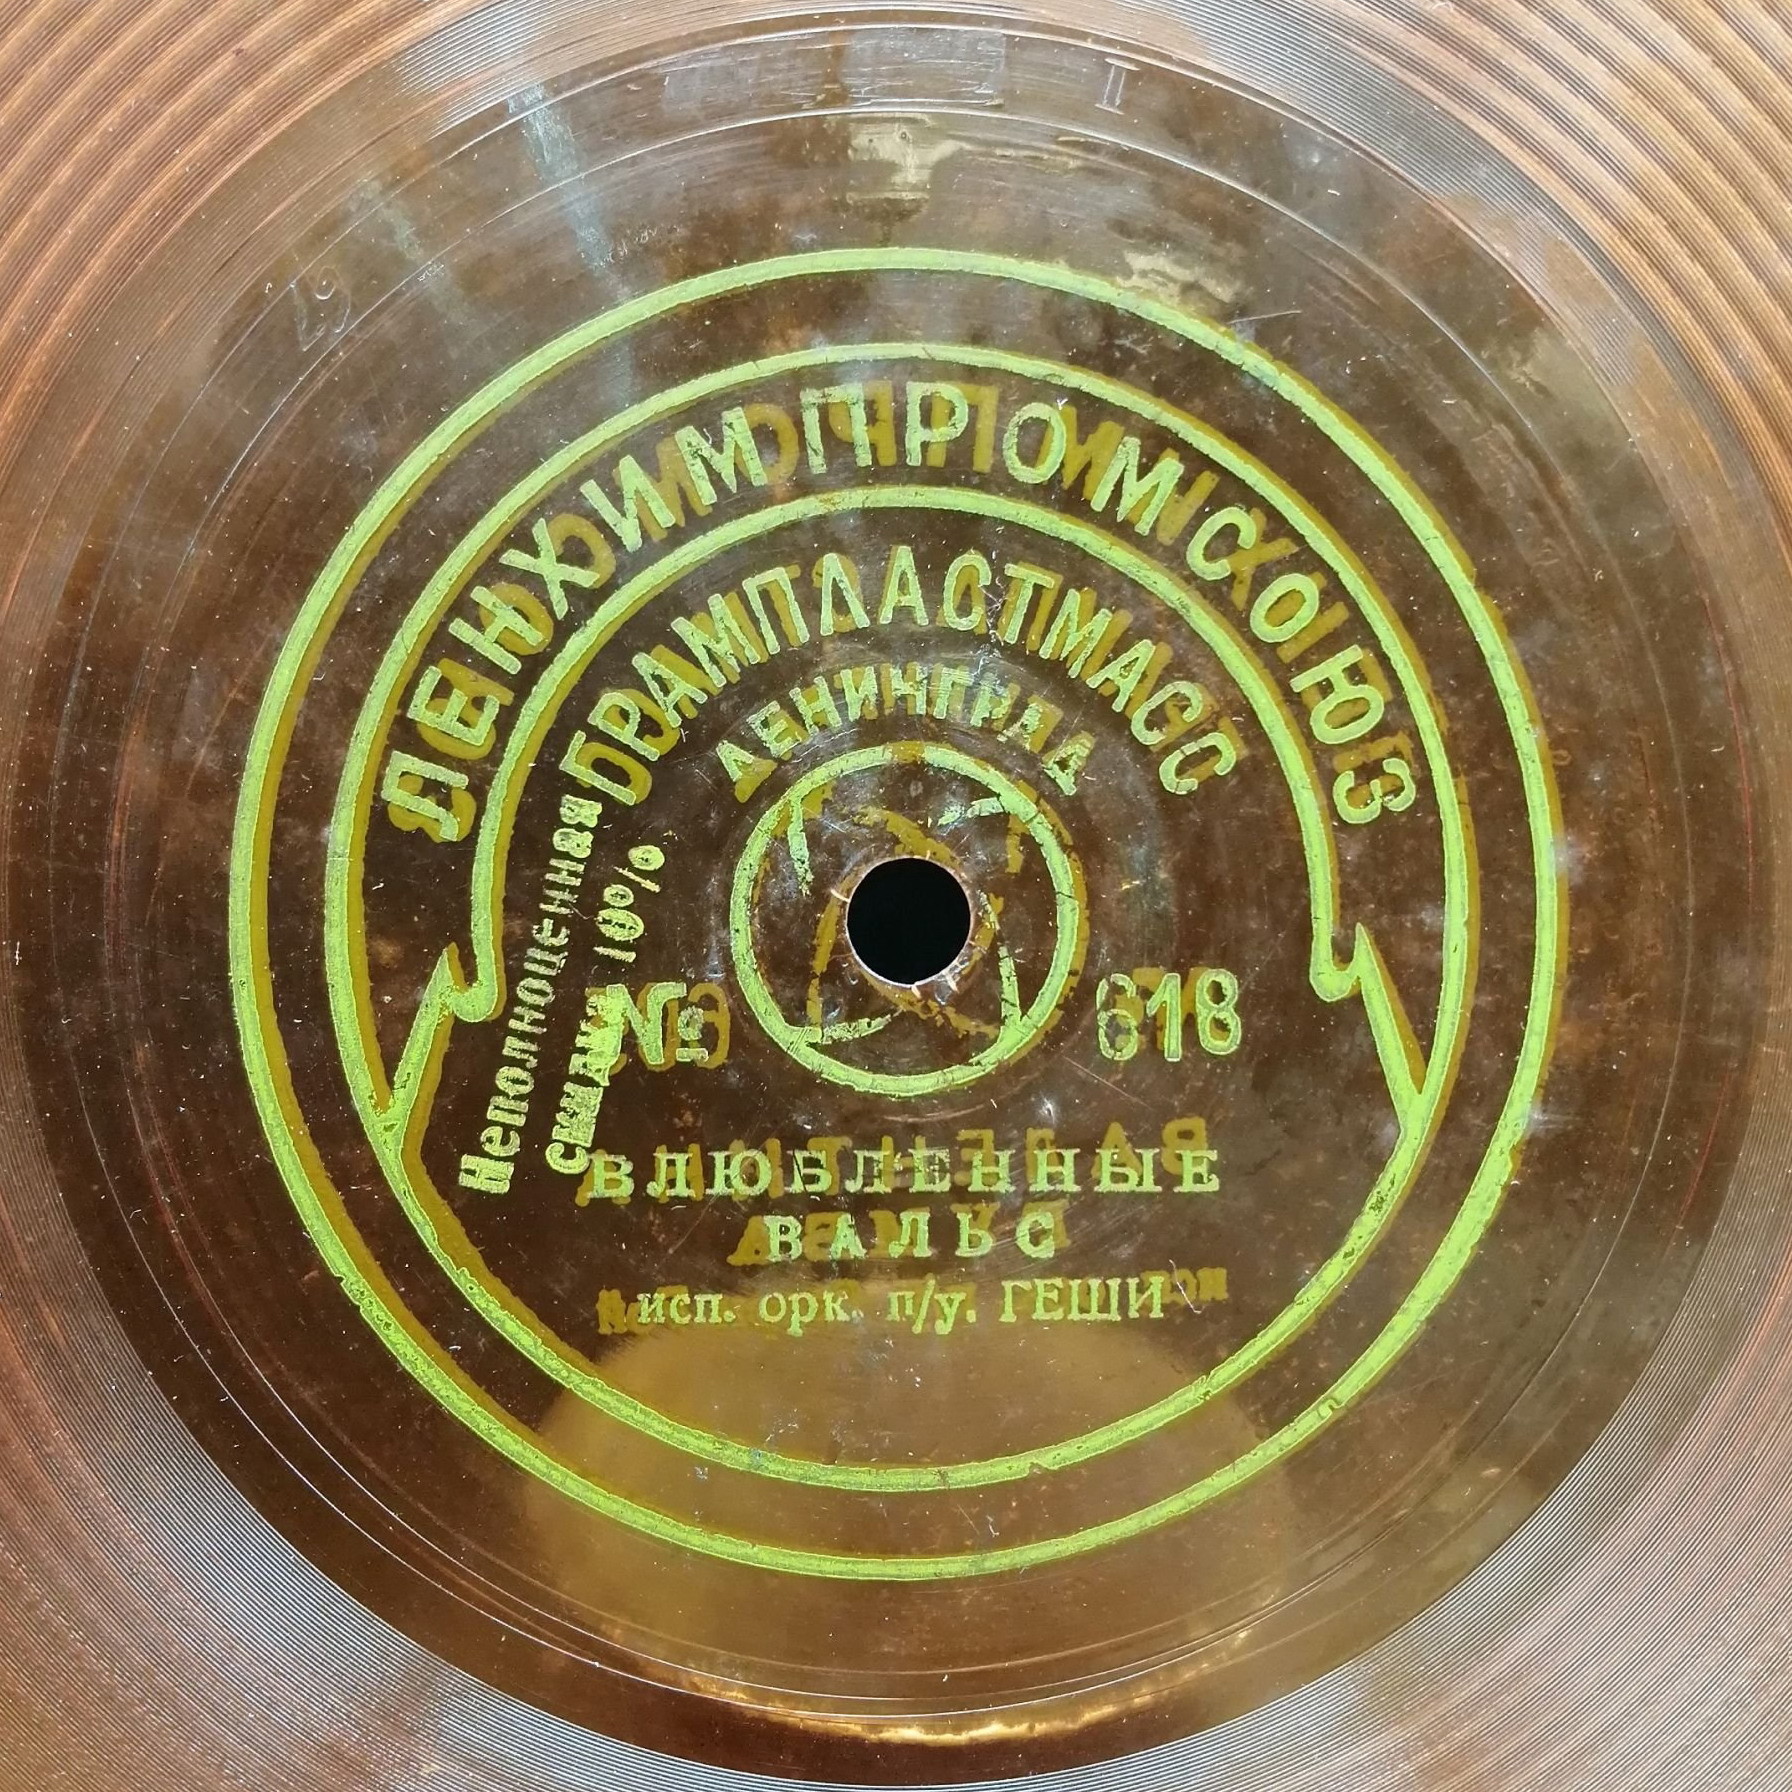 ЛЕНХИМПРОМСОЮЗ
ГРАМПЛАСТМАСС
ЛЕНИНГРАД
Неполноценная
скидка 10%
№ 618
ВЛЮБЛЕННЫЕ
ВАЛЬС
исп. орк. п/у. ГЕШИ